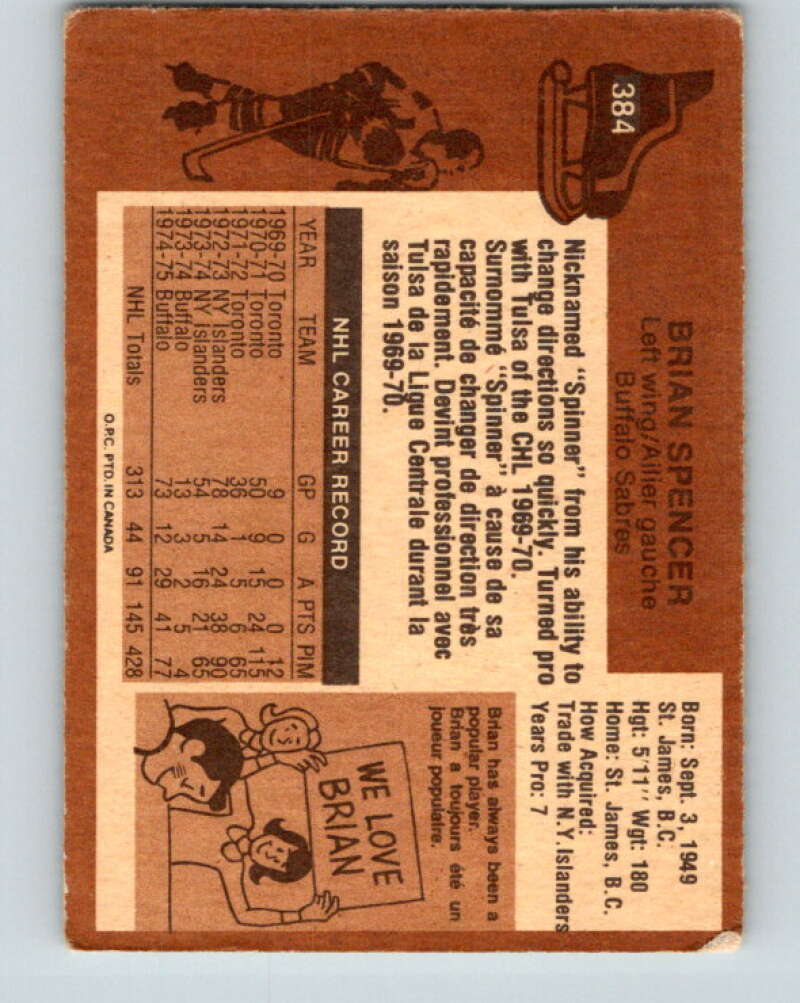 384
BRIAN SPENCER
Left wing/Ailier gauche
Buffalo Sabres
Nicknamed "Spinner" from his ability to
change directions so quickly. Turned pro
with Tulsa of the CHL 1969-70.
Surnommé "Spinner" à cause de sa
capacité de changer de direction très
rapidement. Devint professionnel avec
Tulsa de la Ligue Centrale durant la
saison 1969-70.
Born: Sept. 3, 1949
St. James, B.C.
Hgt: 5'11" Wgt: 180
Home: St. James, B.C.
How Acquired:
Trade with N.Y. Islanders
Years Pro: 7
NHL CAREER RECORD
YEAR TEAM GP G A PTS PIM
1969-70 Toronto 9 0 0 0 12
1970-71 Toronto 50 9 15 24 115
1971-72 Toronto 36 1 5 6 65
1972-73 NY Islanders 78 14 24 38 90
1973-74 NY Islanders 54 5 16 21 65
1973-74 Buffalo 13 3 2 5 4
1974-75 Buffalo 73 12 29 41 77
NHL Totals 313 44 91 145 428
O.P.C. PTD. IN CANADA
Brian has always been a
popular player.
Brian a toujours été un
joueur populaire.
WE LOVE
BRIAN